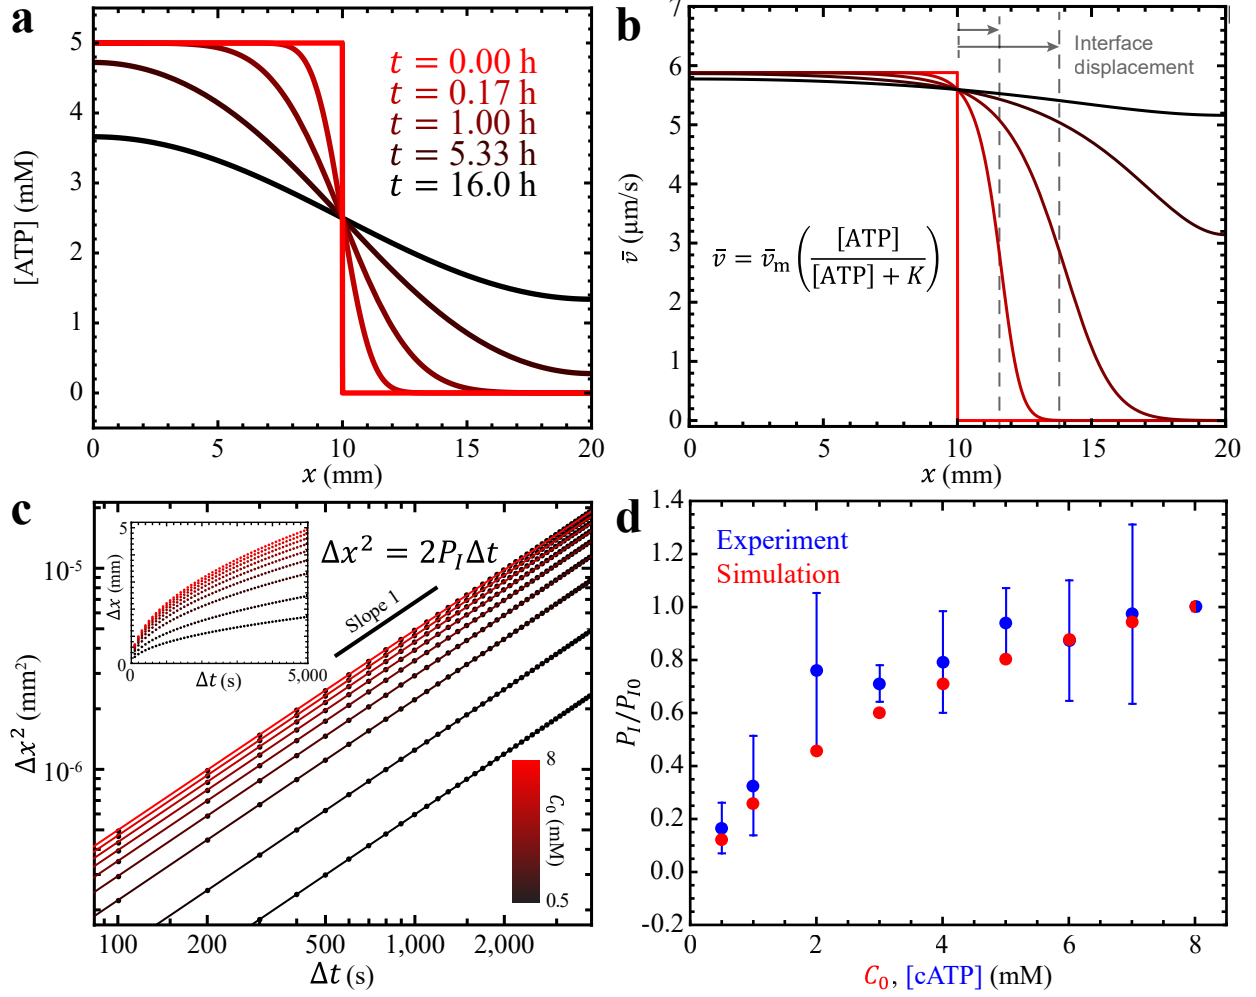 a
[ATP] (mM)
6
5
4
3
2
1
0
t = 0.00 h
t = 0.17 h
t = 1.00 h
t = 5.33 h
t = 16.0 h
0 5 10 15 20
x (mm)
b
v̄ (µm/s)
7
6
5
4
3
2
1
0
Interface
displacement
v̄ = v̄ₘ ( [ATP] / ([ATP] + K) )
0 5 10 15 20
x (mm)
c
Δx² (mm²)
10⁻⁵
10⁻⁶
Δx (mm)
5
0
0 5,000
Δt (s)
Δx² = 2P_I Δt
Slope 1
8
C₀ (mM)
0.5
100 200 500 1,000 2,000
Δt (s)
d
P_I/P_I0
1.4
1.2
1.0
0.8
0.6
0.4
0.2
0.0
-0.2
Experiment
Simulation
0 2 4 6 8
C₀, [cATP] (mM)